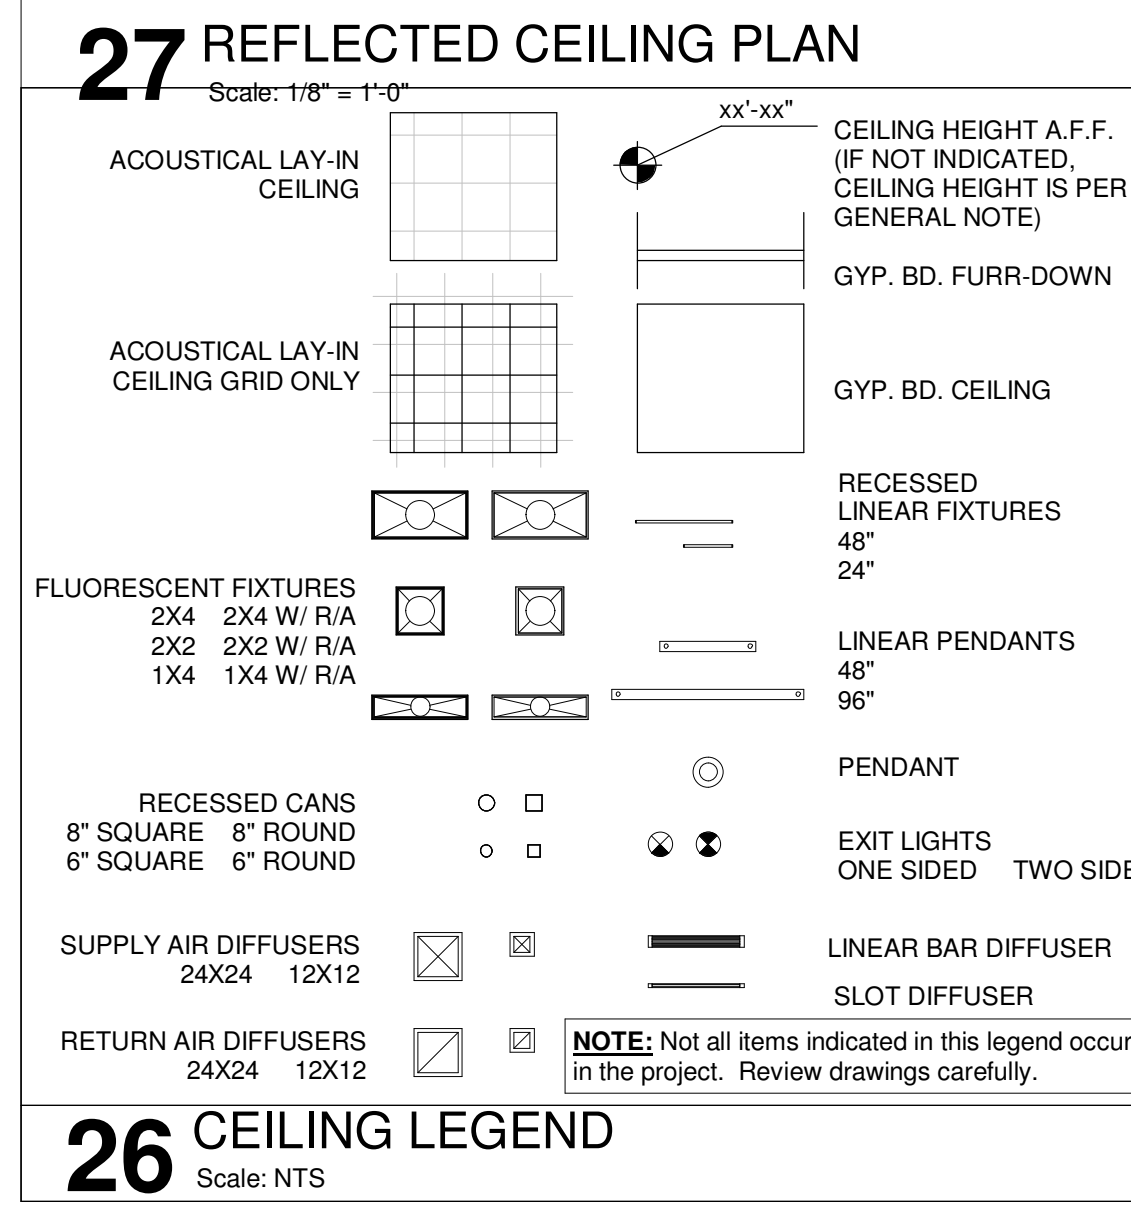 27 REFLECTED CEILING PLAN
Scale: 1/8" = 1'-0"
ACOUSTICAL LAY-IN
CEILING
xx'-xx"
CEILING HEIGHT A.F.F.
(IF NOT INDICATED,
CEILING HEIGHT IS PER
GENERAL NOTE)
GYP. BD. FURR-DOWN
ACOUSTICAL LAY-IN
CEILING GRID ONLY
GYP. BD. CEILING
RECESSED
LINEAR FIXTURES
48"
24"
FLUORESCENT FIXTURES
2X4 2X4 W/ R/A
2X2 2X2 W/ R/A
1X4 1X4 W/ R/A
LINEAR PENDANTS
48"
96"
PENDANT
RECESSED CANS
8" SQUARE 8" ROUND
6" SQUARE 6" ROUND
EXIT LIGHTS
ONE SIDED TWO SIDE
SUPPLY AIR DIFFUSERS
24X24 12X12
LINEAR BAR DIFFUSER
SLOT DIFFUSER
RETURN AIR DIFFUSERS
24X24 12X12
NOTE: Not all items indicated in this legend occur
in the project. Review drawings carefully.
26 CEILING LEGEND
Scale: NTS